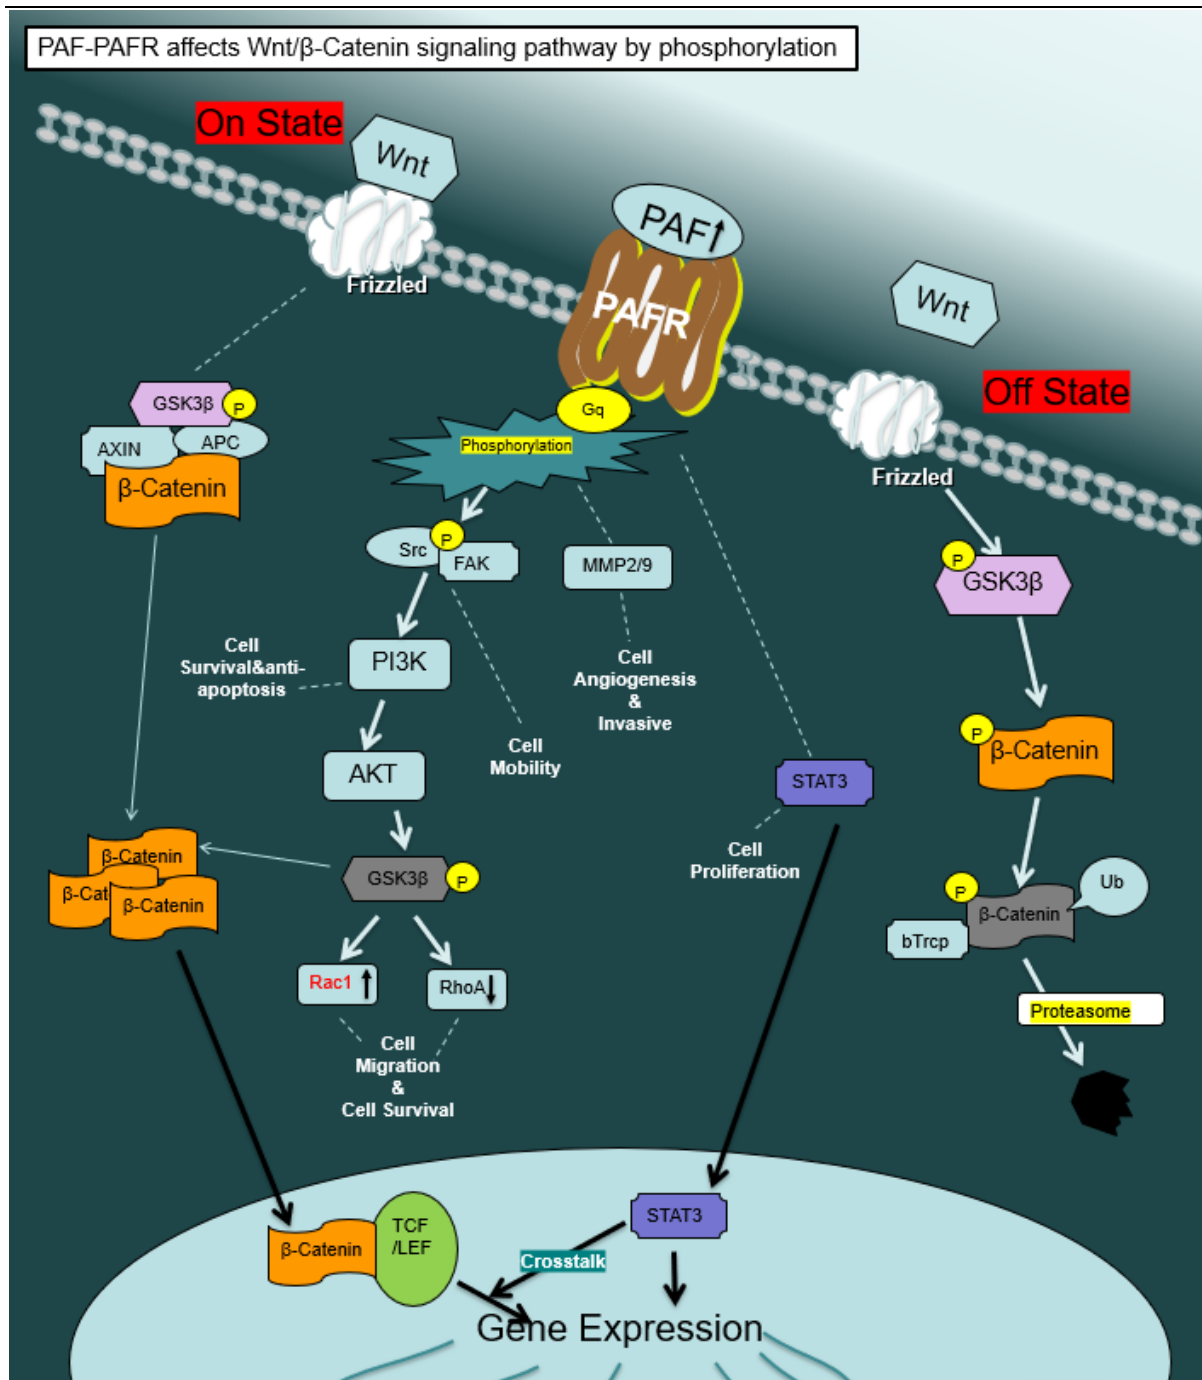 PAF-PAFR affects Wnt/β-Catenin signaling pathway by phosphorylation
On State
Wnt
Frizzled
PAF
PAFR
Gq
Phosphorylation
Wnt
Off State
Frizzled
GSK3β
P
AXIN
APC
β-Catenin
Src
P
FAK
MMP2/9
P
GSK3β
Cell
Survival&anti-
apoptosis
PI3K
Cell
Angiogenesis
&
Invasive
Cell
Mobility
AKT
STAT3
P
β-Catenin
Cell
Proliferation
β-Catenin
β-Cat
β-Catenin
GSK3β
P
P
β-Catenin
Ub
bTrcp
Rac1
RhoA
Proteasome
Cell
Migration
&
Cell Survival
β-Catenin
TCF
/LEF
STAT3
Crosstalk
Gene Expression